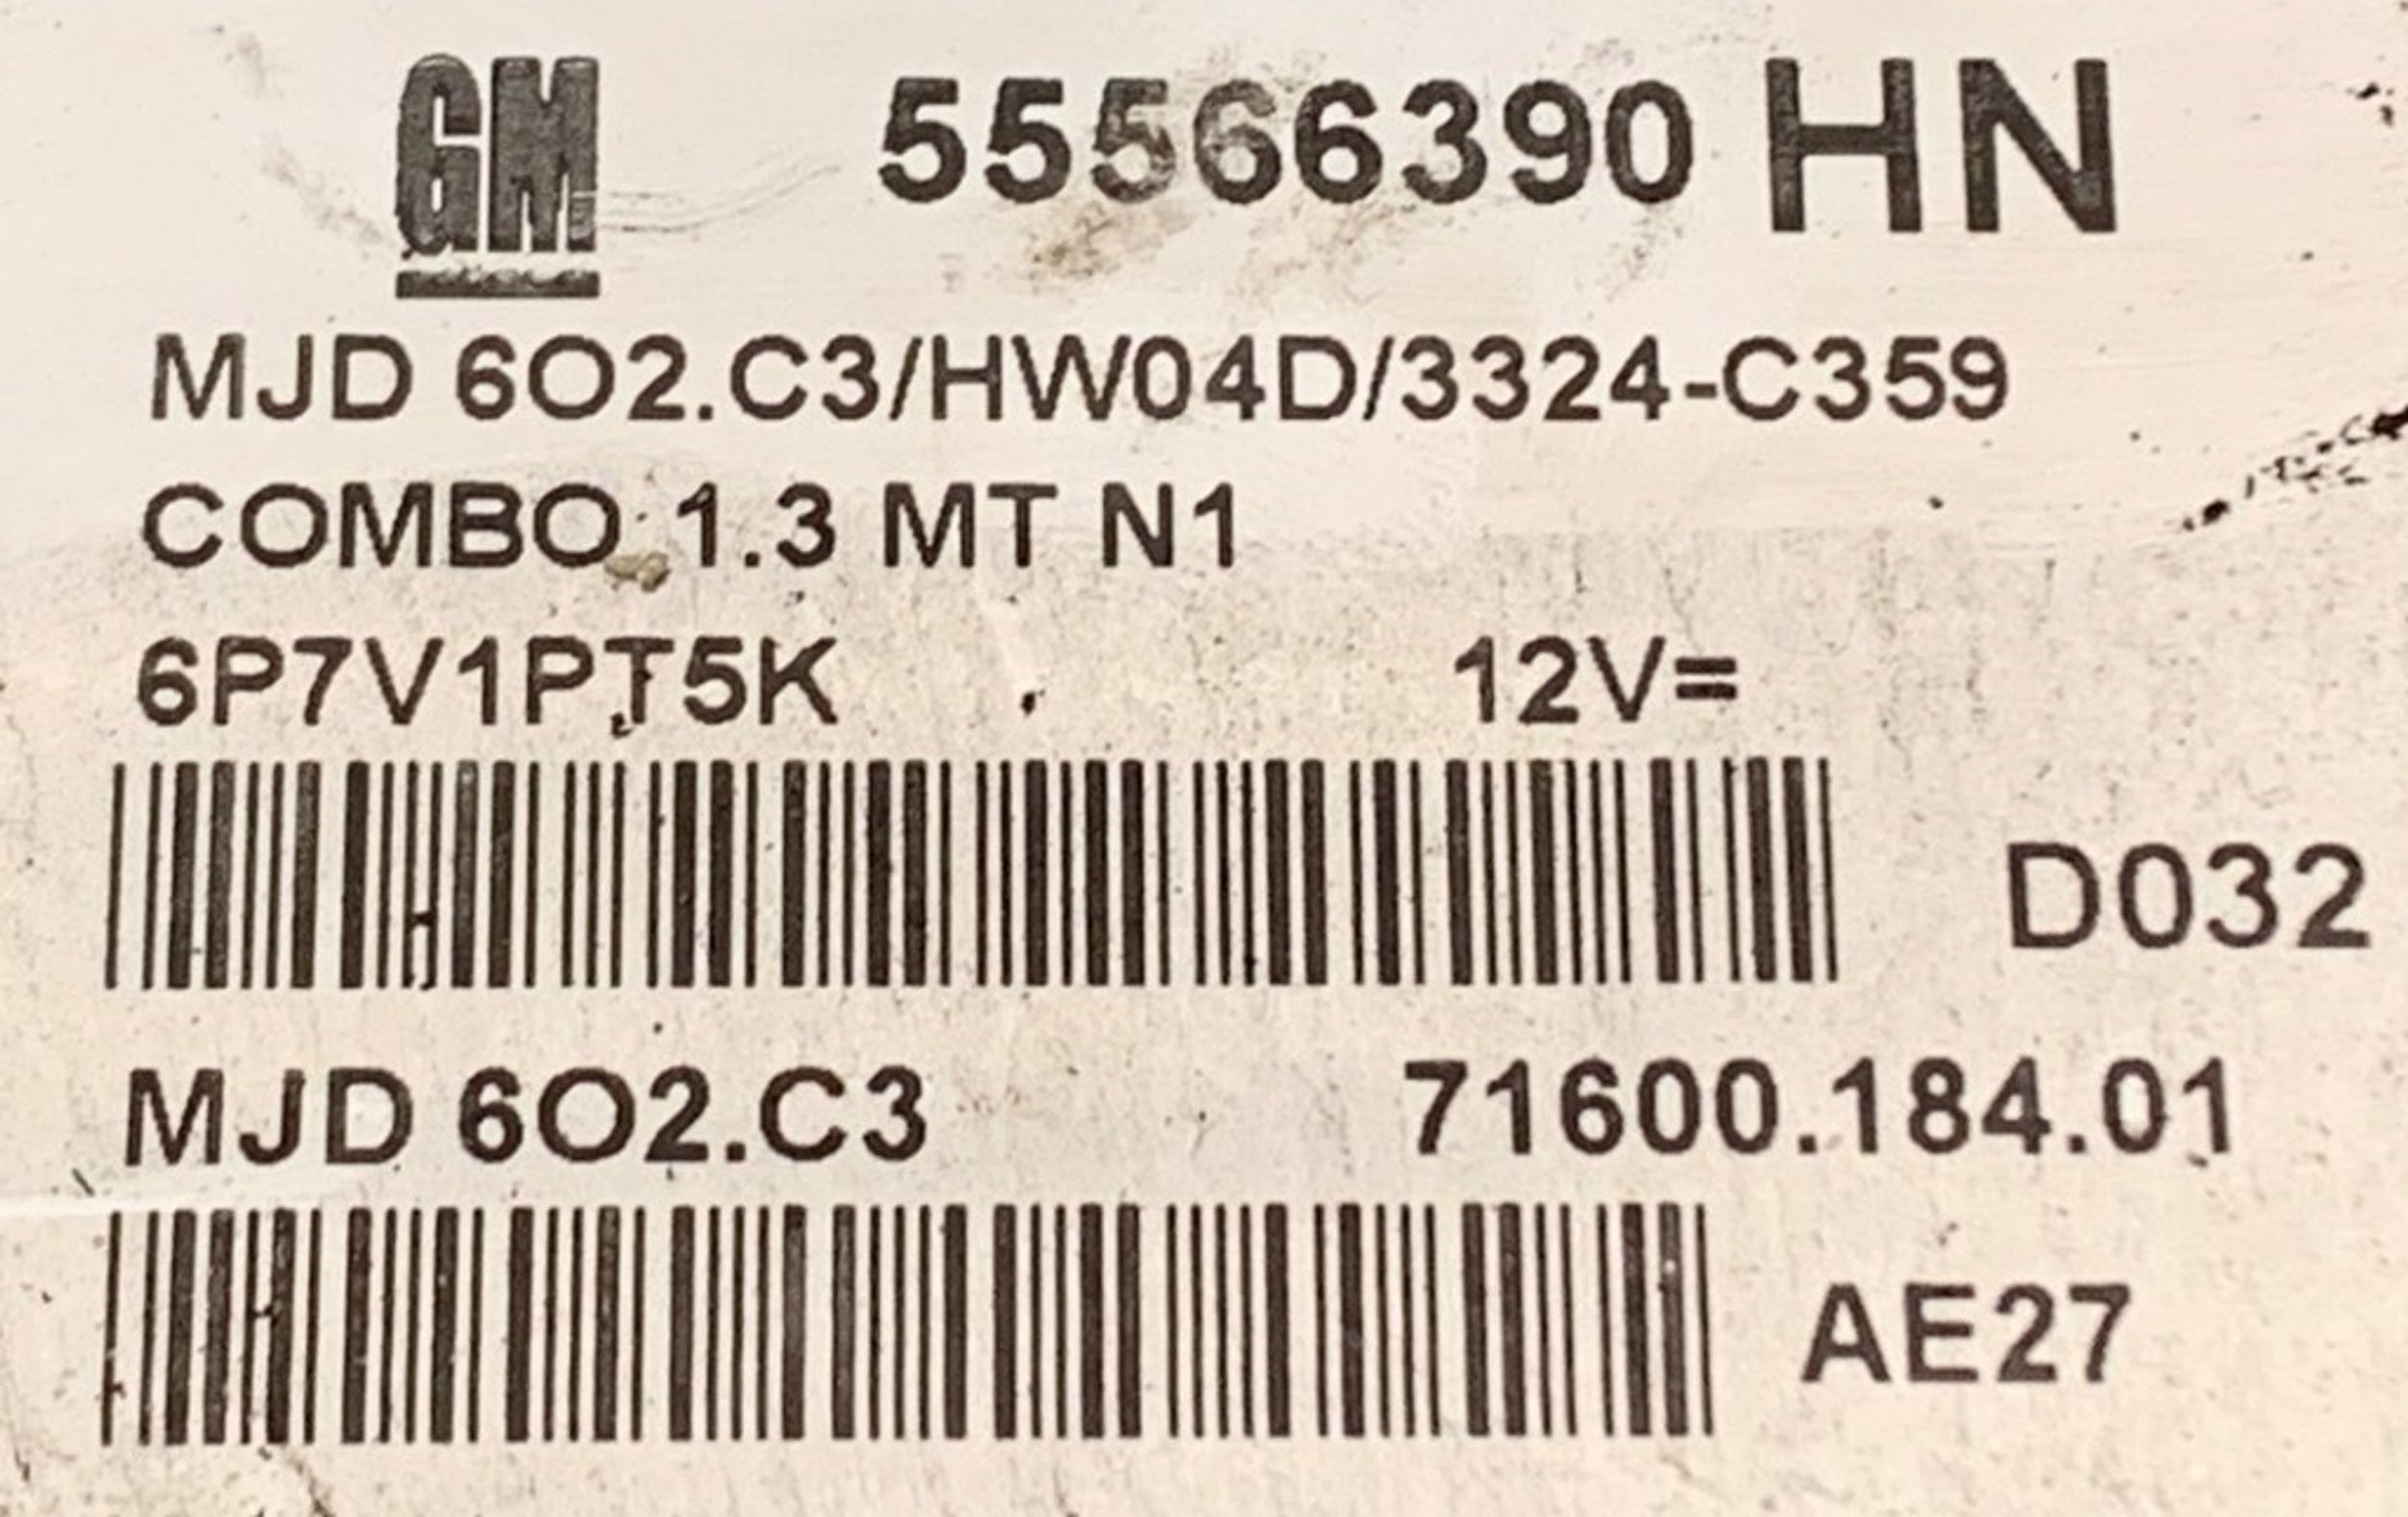 GM 55566390 HN
MJD 6O2.C3/HW04D/3324-C359
COMBO 1.3 MT N1
6P7V1PT5K 12V=
D032
MJD 6O2.C3 71600.184.01
AE27